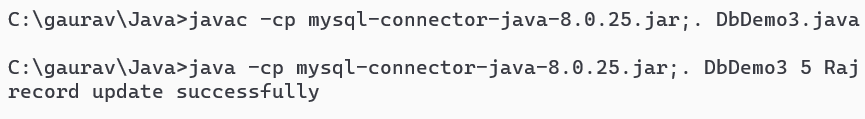 C:\gaurav\Java>javac -cp mysql-connector-java-8.0.25.jar;. DbDemo3.java
C:\gaurav\Java>java -cp mysql-connector-java-8.0.25.jar;. DbDemo3 5 Raj
record update successfully